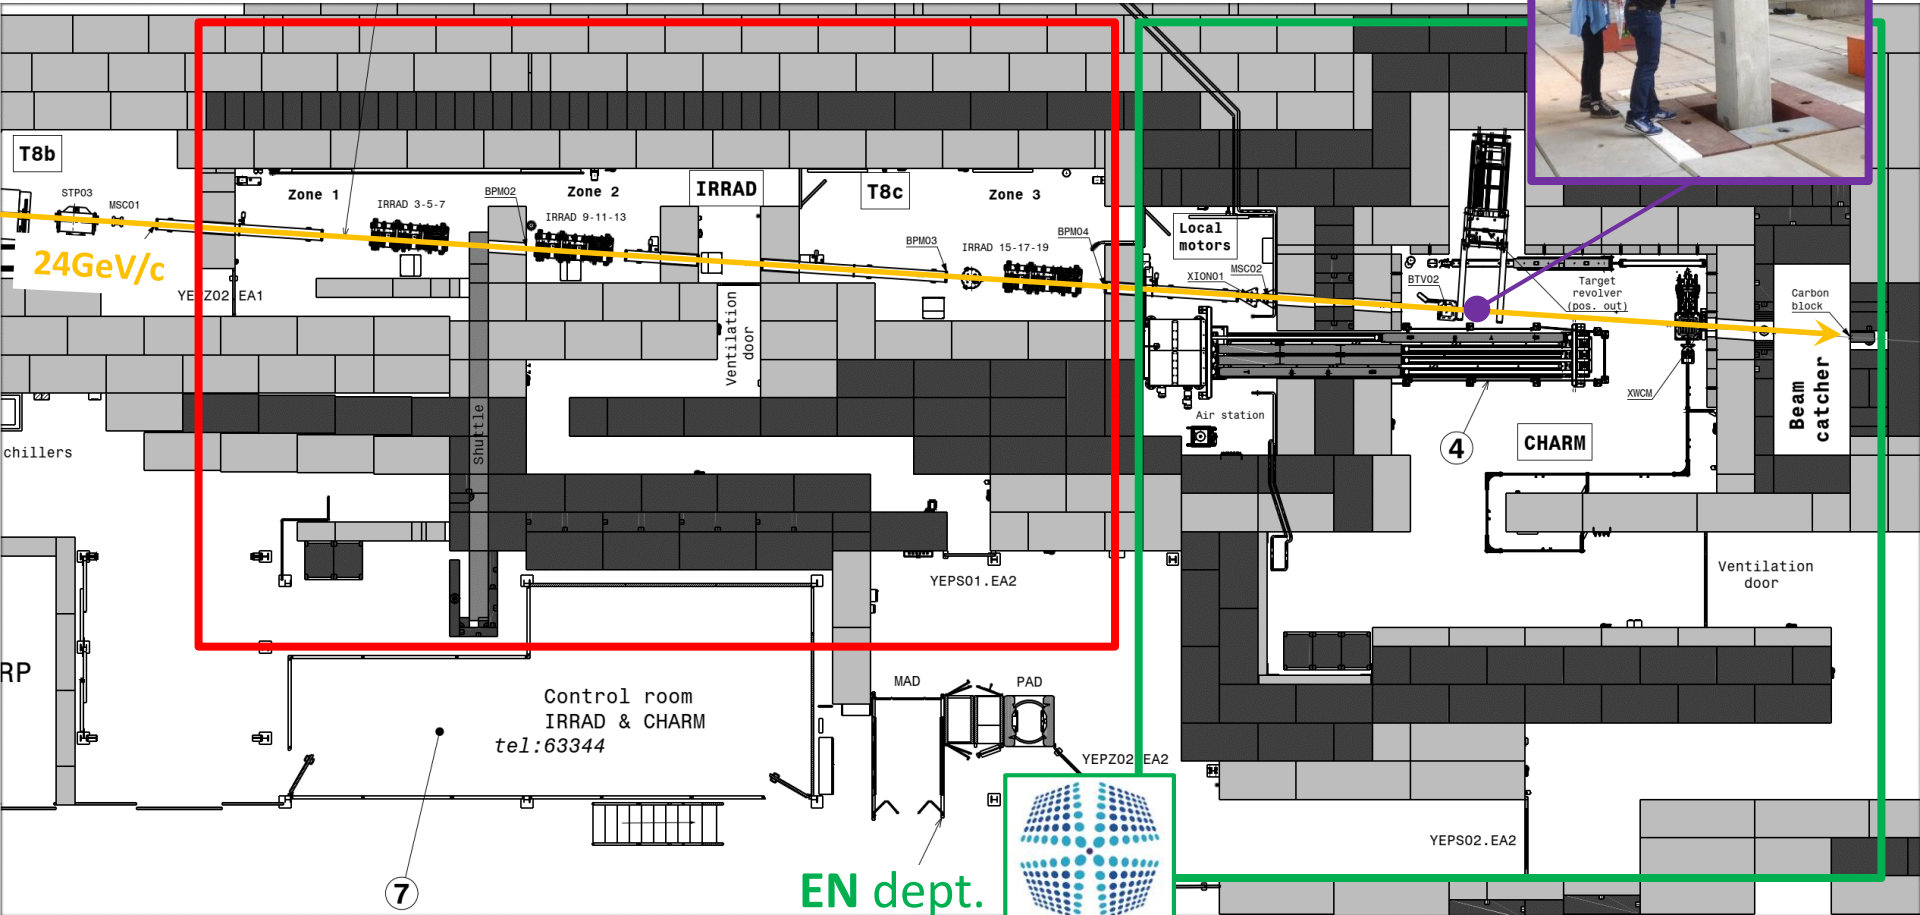 T8b
STP03
MSC01
24GeV/c
YEPZ02.EA1
Zone 1
IRRAD 3-5-7
BPM02
Zone 2
IRRAD 9-11-13
IRRAD
T8c
Zone 3
BPM03
IRRAD 15-17-19
BPM04
Local
motors
XION01
MSC02
BTV02
Target
revolver
(pos. out)
Carbon
block
Ventilation
door
Beam
catcher
XWCM
Air station
4
CHARM
Shuttle
chillers
YEPS01.EA2
Ventilation
door
RP
Control room
IRRAD & CHARM
tel:63344
MAD
PAD
YEPZ02.EA2
YEPS02.EA2
7
EN dept.